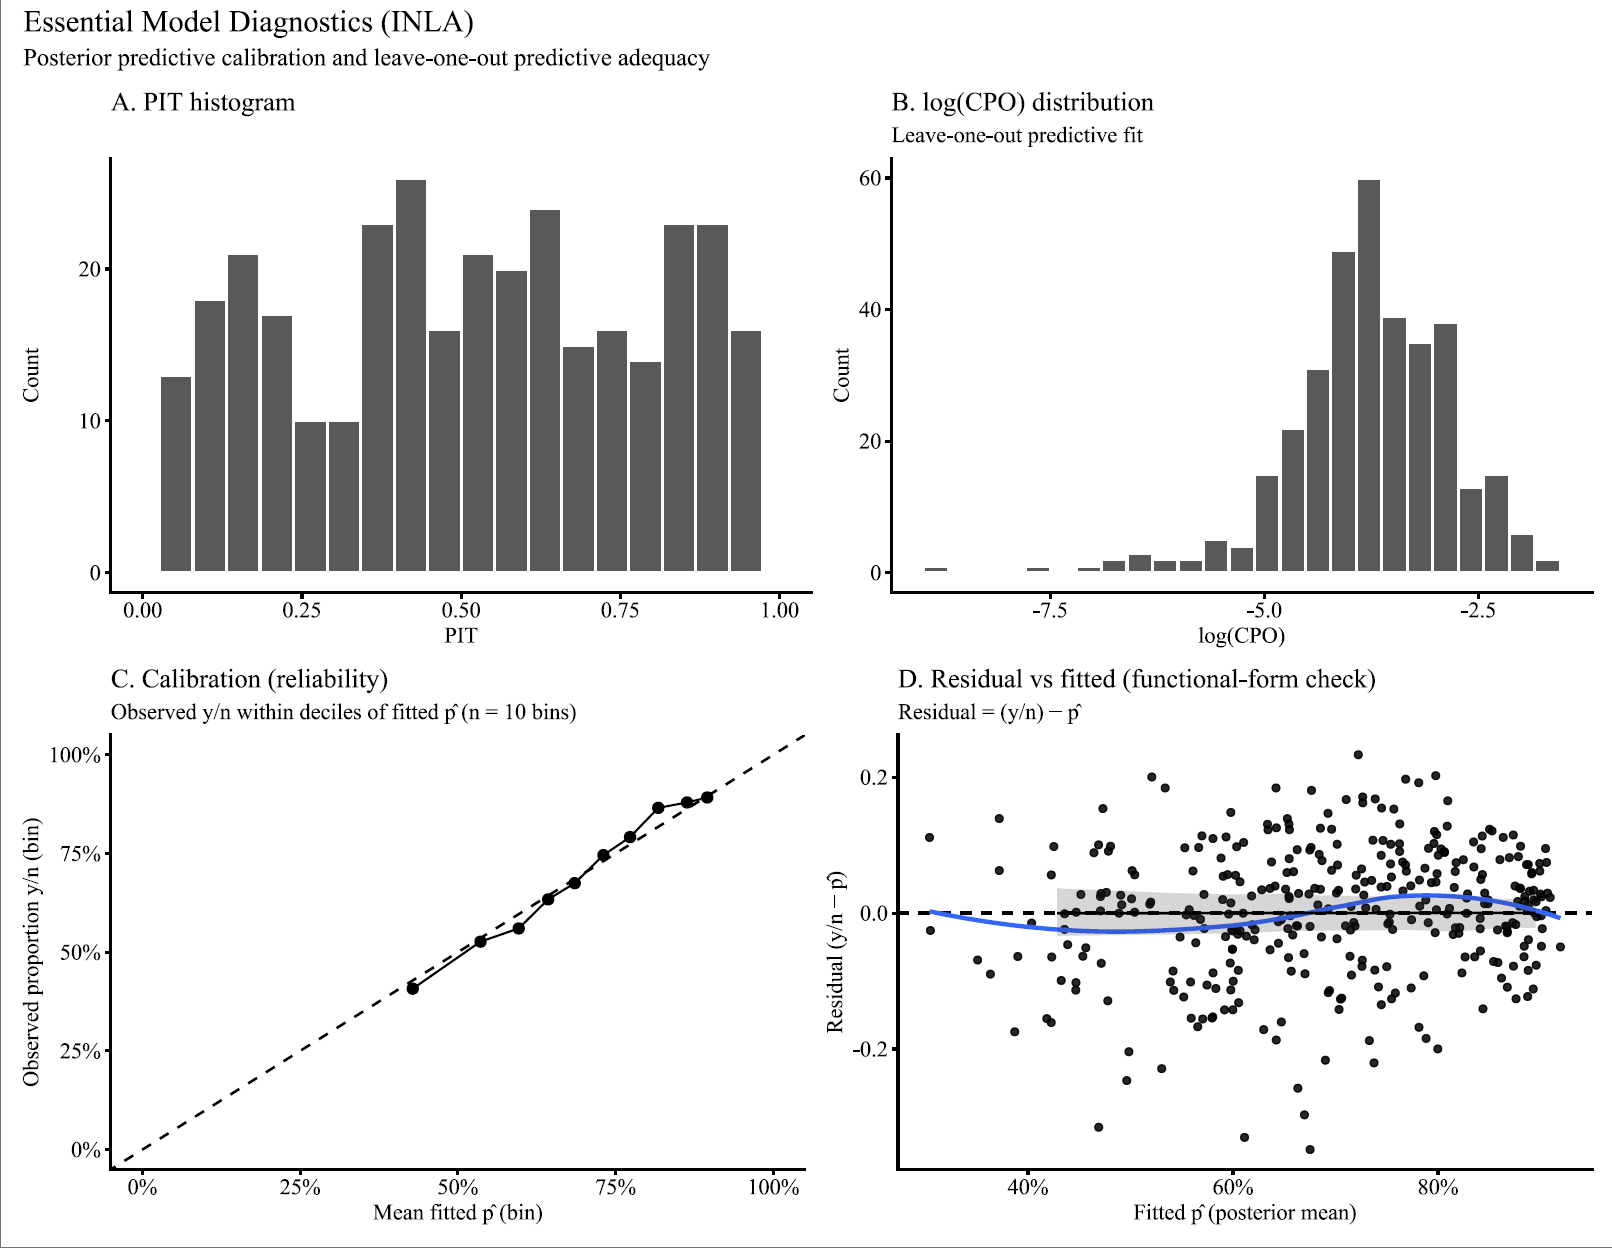 Essential Model Diagnostics (INLA)
Posterior predictive calibration and leave-one-out predictive adequacy
A. PIT histogram
Count
20
10
0
0.00 0.25 0.50 0.75 1.00
PIT
B. log(CPO) distribution
Leave-one-out predictive fit
Count
60
40
20
0
-7.5 -5.0 -2.5
log(CPO)
C. Calibration (reliability)
Observed y/n within deciles of fitted p̂ (n = 10 bins)
Observed proportion y/n (bin)
100%
75%
50%
25%
0%
0% 25% 50% 75% 100%
Mean fitted p̂ (bin)
D. Residual vs fitted (functional-form check)
Residual = (y/n) − p̂
Residual (y/n − p̂)
0.2
0.0
-0.2
40% 60% 80%
Fitted p̂ (posterior mean)